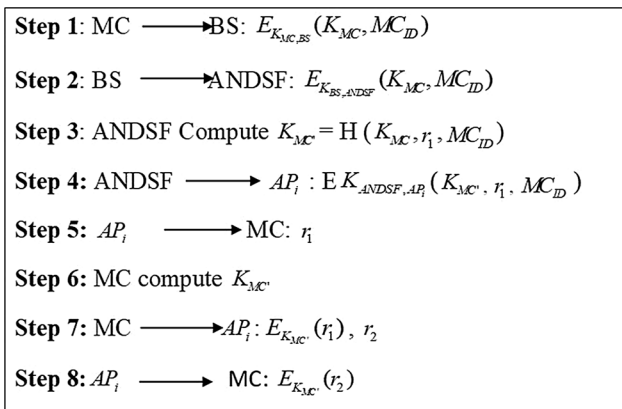 Step 1: MC ⟶ BS: E_{K_{MC,BS}}(K_{MC}, MC_{ID})
Step 2: BS ⟶ ANDSF: E_{K_{BS,ANDSF}}(K_{MC}, MC_{ID})
Step 3: ANDSF Compute K_{MC'} = H (K_{MC}, r_1, MC_{ID})
Step 4: ANDSF ⟶ AP_i : E K_{ANDSF,AP_i}(K_{MC'}, r_1, MC_{ID})
Step 5: AP_i ⟶ MC: r_1
Step 6: MC compute K_{MC'}
Step 7: MC ⟶ AP_i: E_{K_{MC'}}(r_1), r_2
Step 8: AP_i ⟶ MC: E_{K_{MC'}}(r_2)